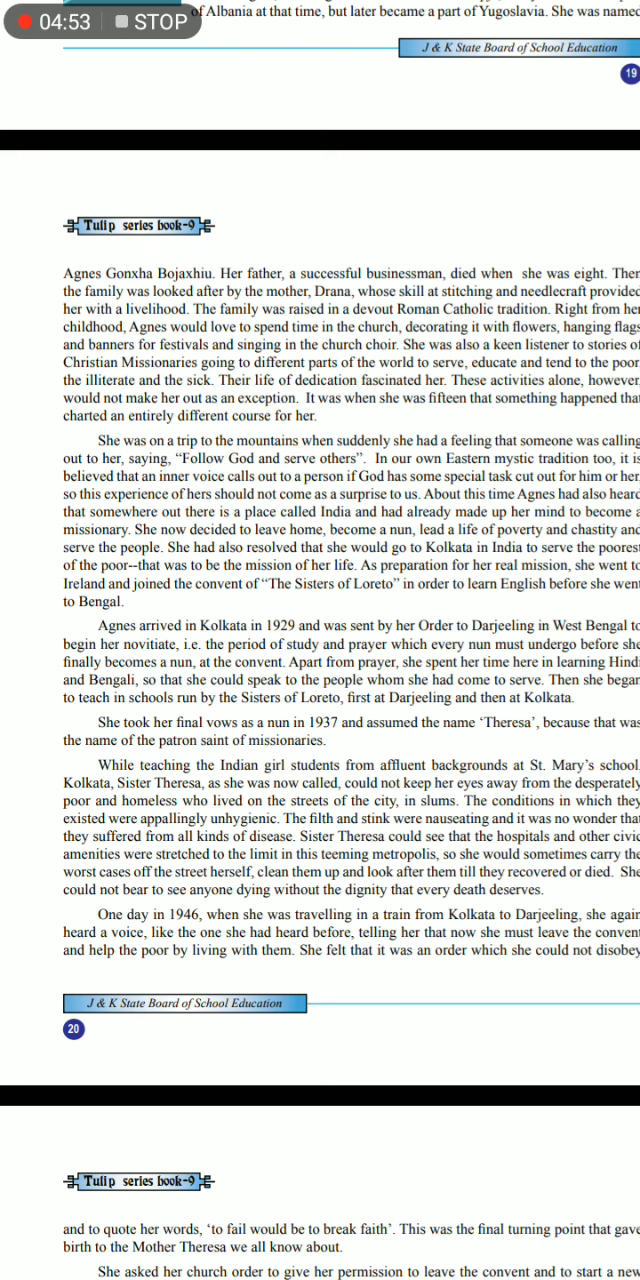 04:53 STOP
of Albania at that time, but later became a part of Yugoslavia. She was named
J & K State Board of School Education
19
Tulip series book-9
Agnes Gonxha Bojaxhiu. Her father, a successful businessman, died when she was eight. Then
the family was looked after by the mother, Drana, whose skill at stitching and needlecraft provided
her with a livelihood. The family was raised in a devout Roman Catholic tradition. Right from her
childhood, Agnes would love to spend time in the church, decorating it with flowers, hanging flags
and banners for festivals and singing in the church choir. She was also a keen listener to stories of
Christian Missionaries going to different parts of the world to serve, educate and tend to the poor,
the illiterate and the sick. Their life of dedication fascinated her. These activities alone, however,
would not make her out as an exception. It was when she was fifteen that something happened that
charted an entirely different course for her.
She was on a trip to the mountains when suddenly she had a feeling that someone was calling
out to her, saying, “Follow God and serve others”. In our own Eastern mystic tradition too, it is
believed that an inner voice calls out to a person if God has some special task cut out for him or her,
so this experience of hers should not come as a surprise to us. About this time Agnes had also heard
that somewhere out there is a place called India and had already made up her mind to become a
missionary. She now decided to leave home, become a nun, lead a life of poverty and chastity and
serve the people. She had also resolved that she would go to Kolkata in India to serve the poorest
of the poor--that was to be the mission of her life. As preparation for her real mission, she went to
Ireland and joined the convent of “The Sisters of Loreto” in order to learn English before she went
to Bengal.
Agnes arrived in Kolkata in 1929 and was sent by her Order to Darjeeling in West Bengal to
begin her novitiate, i.e. the period of study and prayer which every nun must undergo before she
finally becomes a nun, at the convent. Apart from prayer, she spent her time here in learning Hindi
and Bengali, so that she could speak to the people whom she had come to serve. Then she began
to teach in schools run by the Sisters of Loreto, first at Darjeeling and then at Kolkata.
She took her final vows as a nun in 1937 and assumed the name ‘Theresa’, because that was
the name of the patron saint of missionaries.
While teaching the Indian girl students from affluent backgrounds at St. Mary’s school,
Kolkata, Sister Theresa, as she was now called, could not keep her eyes away from the desperately
poor and homeless who lived on the streets of the city, in slums. The conditions in which they
existed were appallingly unhygienic. The filth and stink were nauseating and it was no wonder that
they suffered from all kinds of disease. Sister Theresa could see that the hospitals and other civic
amenities were stretched to the limit in this teeming metropolis, so she would sometimes carry the
worst cases off the street herself, clean them up and look after them till they recovered or died. She
could not bear to see anyone dying without the dignity that every death deserves.
One day in 1946, when she was travelling in a train from Kolkata to Darjeeling, she again
heard a voice, like the one she had heard before, telling her that now she must leave the convent
and help the poor by living with them. She felt that it was an order which she could not disobey
J & K State Board of School Education
20
Tulip series book-9
and to quote her words, ‘to fail would be to break faith’. This was the final turning point that gave
birth to the Mother Theresa we all know about.
She asked her church order to give her permission to leave the convent and to start a new